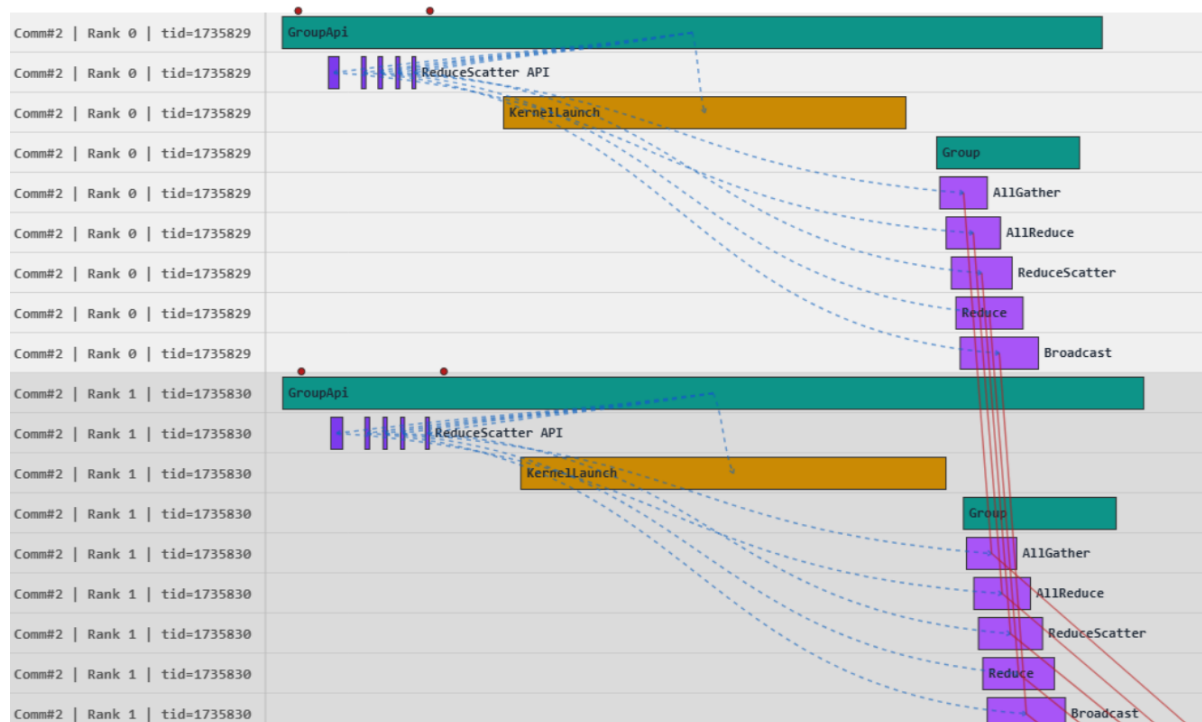 Comm#2 | Rank 0 | tid=1735829 GroupApi
Comm#2 | Rank 0 | tid=1735829 ReduceScatter API
Comm#2 | Rank 0 | tid=1735829 KernelLaunch
Comm#2 | Rank 0 | tid=1735829 Group
Comm#2 | Rank 0 | tid=1735829 AllGather
Comm#2 | Rank 0 | tid=1735829 AllReduce
Comm#2 | Rank 0 | tid=1735829 ReduceScatter
Comm#2 | Rank 0 | tid=1735829 Reduce
Comm#2 | Rank 0 | tid=1735829 Broadcast
Comm#2 | Rank 1 | tid=1735830 GroupApi
Comm#2 | Rank 1 | tid=1735830 ReduceScatter API
Comm#2 | Rank 1 | tid=1735830 KernelLaunch
Comm#2 | Rank 1 | tid=1735830 Group
Comm#2 | Rank 1 | tid=1735830 AllGather
Comm#2 | Rank 1 | tid=1735830 AllReduce
Comm#2 | Rank 1 | tid=1735830 ReduceScatter
Comm#2 | Rank 1 | tid=1735830 Reduce
Comm#2 | Rank 1 | tid=1735830 Broadcast